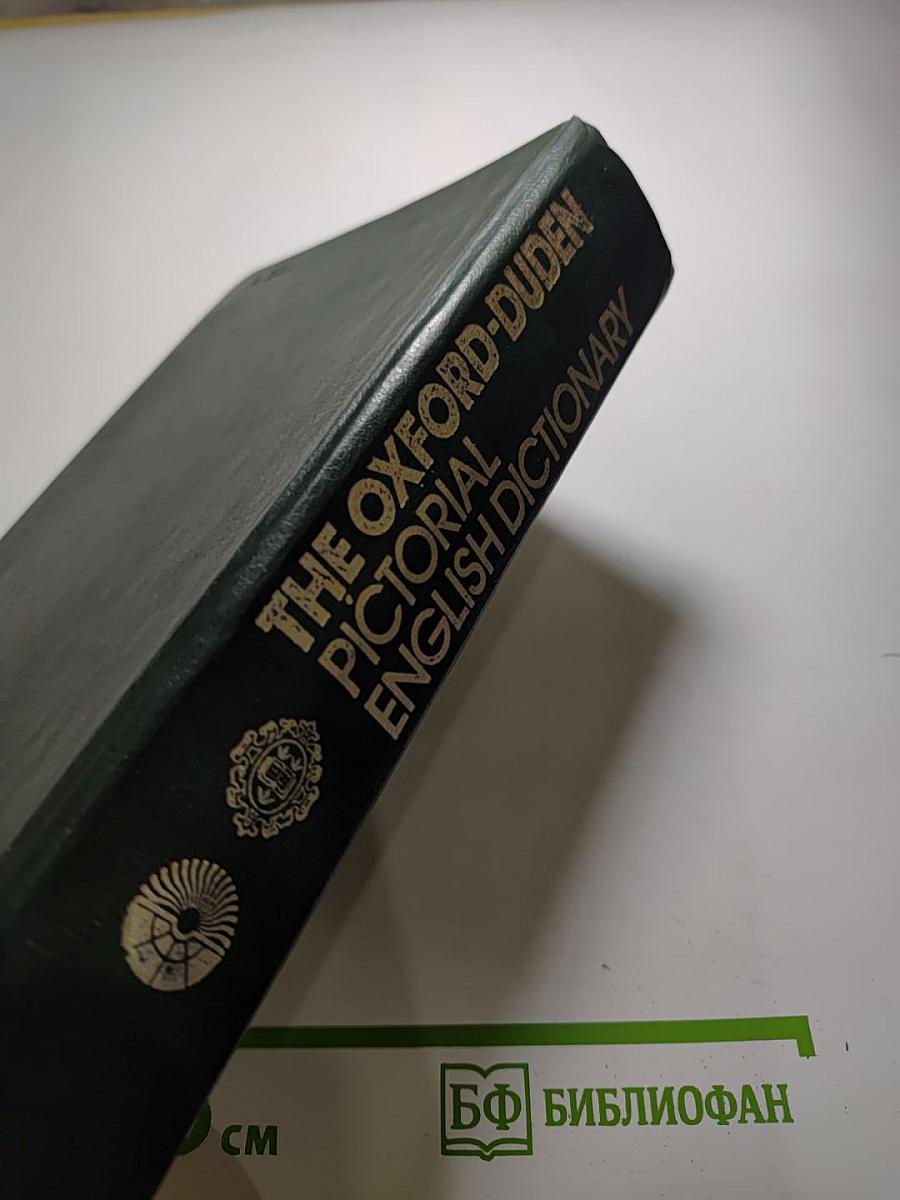 THE OXFORD-DUDEN
PICTORIAL
ENGLISH DICTIONARY
см
БФ БИБЛИОФАН